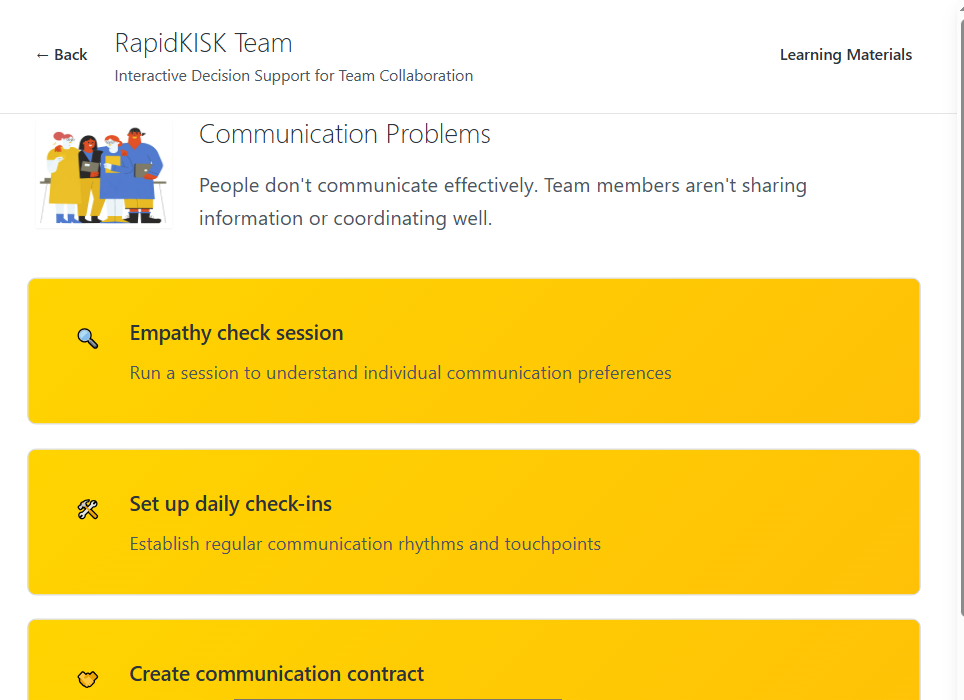 ← Back
RapidKISK Team
Interactive Decision Support for Team Collaboration
Learning Materials
Communication Problems
People don't communicate effectively. Team members aren't sharing
information or coordinating well.
Empathy check session
Run a session to understand individual communication preferences
Set up daily check-ins
Establish regular communication rhythms and touchpoints
Create communication contract